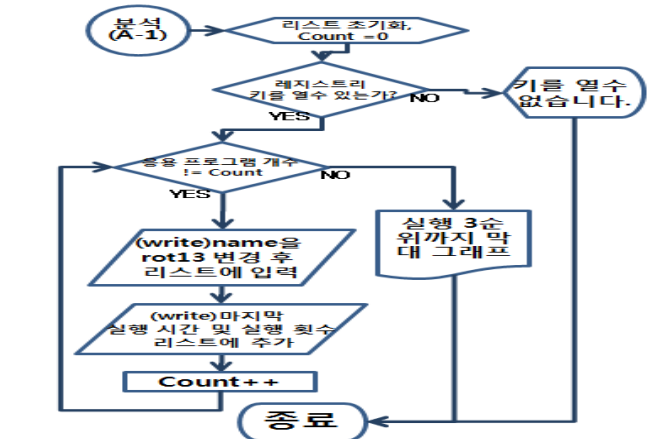 분석
(A-1)
리스트 초기화,
Count =0
레지스트리
키를 열수 있는가?
NO
YES
키를 열수
없습니다.
응용 프로그램 개수
!= Count
NO
YES
(write)name을
rot13 변경 후
리스트에 입력
실행 3순
위까지 막
대 그래프
(write)마지막
실행 시간 및 실행 횟수
리스트에 추가
Count++
종료